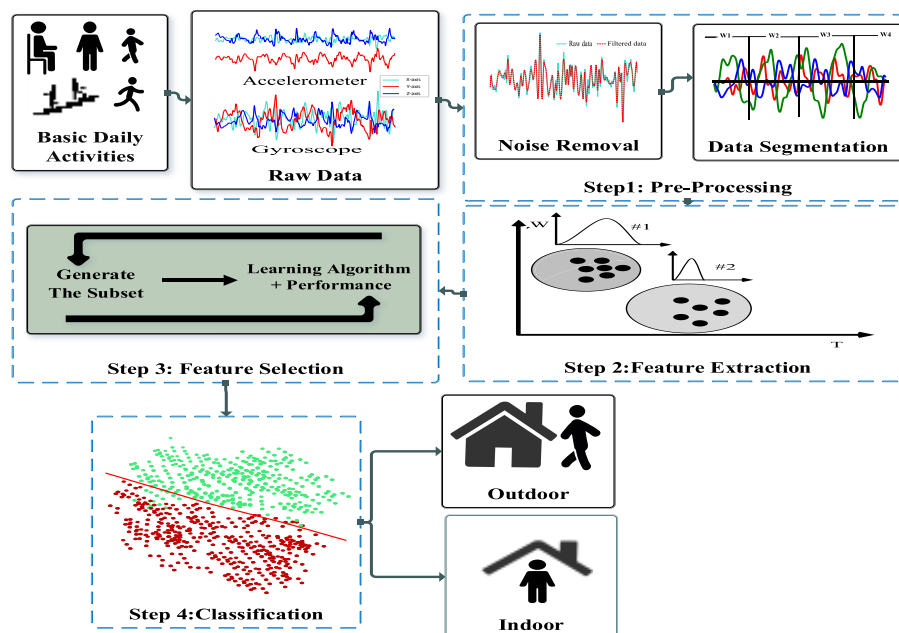 Basic Daily
Activities
Accelerometer
X-axis
Y-axis
Z-axis
Gyroscope
Raw Data
Raw data
Filtered data
Noise Removal
W1
W2
W3
W4
Data Segmentation
Step1: Pre-Processing
Generate
The Subset
Learning Algorithm
+ Performance
Step 3: Feature Selection
,W
#1
#2
T
Step 2:Feature Extraction
Step 4:Classification
Outdoor
Indoor